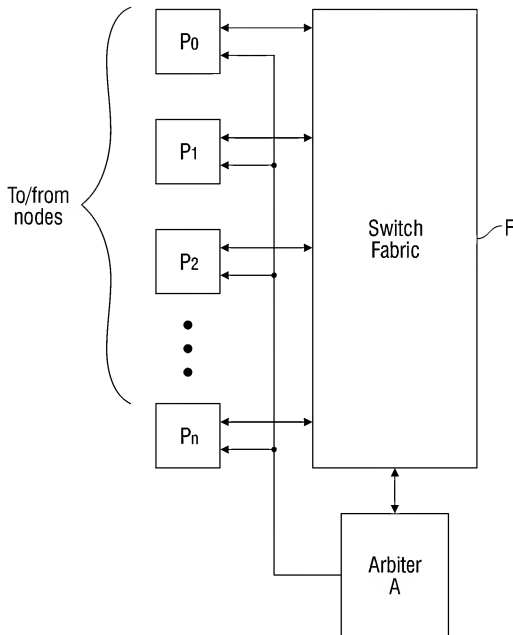 P0
P1
To/from
nodes
Switch
Fabric
F
P2
Pn
Arbiter
A